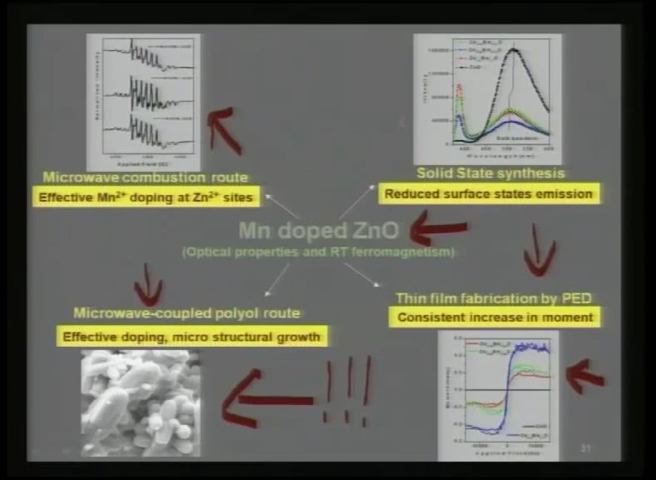 Microwave combustion route
Effective Mn²⁺ doping at Zn²⁺ sites
Solid State synthesis
Reduced surface states emission
Mn doped ZnO
(Optical properties and RT ferromagnetism)
Microwave-coupled polyol route
Effective doping, micro structural growth
Thin film fabrication by PED
Consistent increase in moment
!!!
31